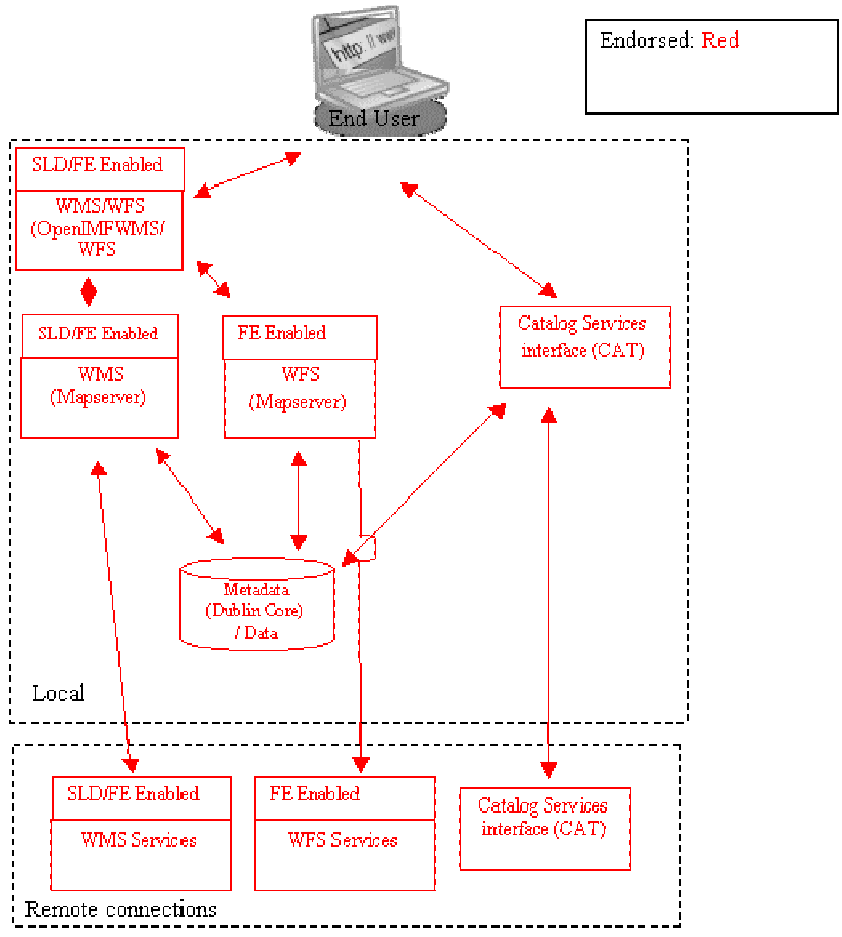 http: // ww
Endorsed: Red
End User
SLD/FE Enabled
WMS/WFS
(OpenIMFWMS/
WFS
SLD/FE Enabled
WMS
(Mapserver)
FE Enabled
WFS
(Mapserver)
Catalog Services
interface (CAT)
Metadata
(Dublin Core)
/ Data
Local
SLD/FE Enabled
WMS Services
FE Enabled
WFS Services
Catalog Services
interface (CAT)
Remote connections